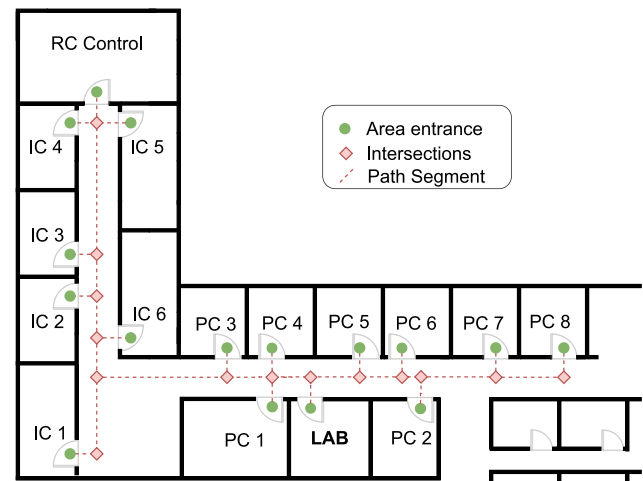 RC Control
IC 4
IC 5
Area entrance
Intersections
Path Segment
IC 3
IC 2
IC 6
PC 3
PC 4
PC 5
PC 6
PC 7
PC 8
IC 1
PC 1
LAB
PC 2